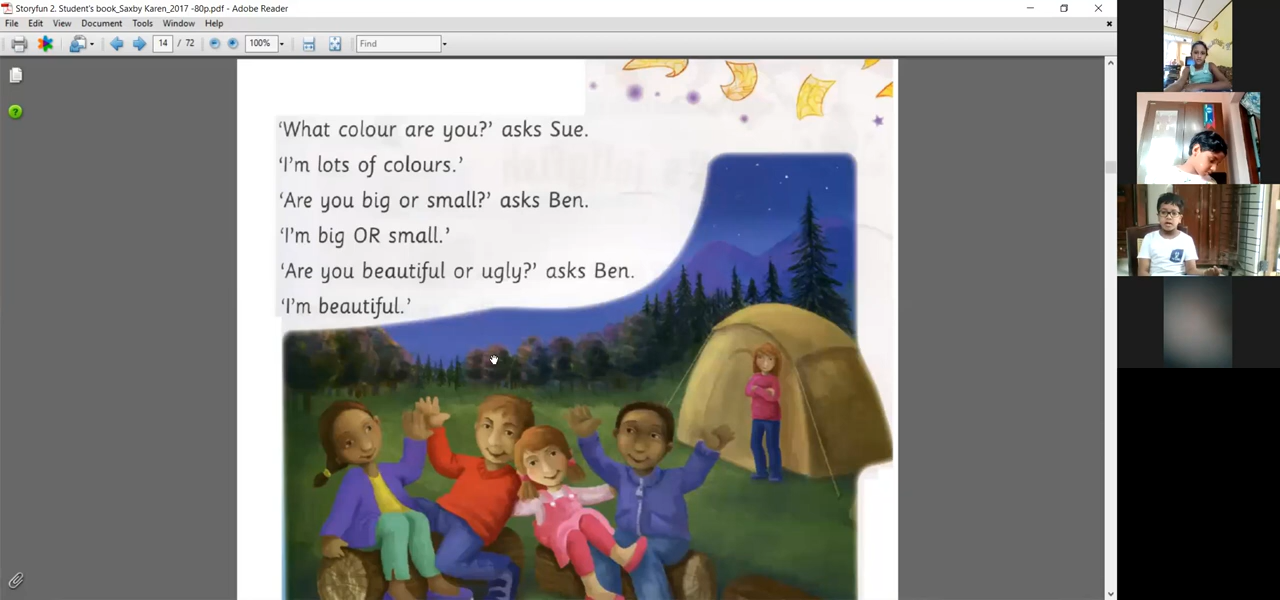 Storyfun 2. Student's book_Saxby Karen_2017 -80p.pdf - Adobe Reader
File Edit View Document Tools Window Help
14 / 72 100% Find
'What colour are you?' asks Sue.
'I'm lots of colours.'
'Are you big or small?' asks Ben.
'I'm big OR small.'
'Are you beautiful or ugly?' asks Ben.
'I'm beautiful.'